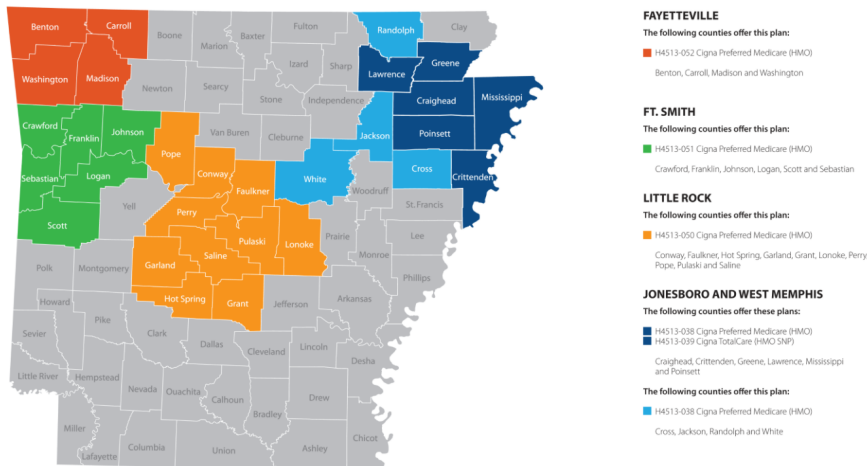 Benton
Carroll
Boone
Fulton
Randolph
Clay
Baxter
Marion
Washington
Madison
Izard
Sharp
Lawrence
Greene
Newton
Searcy
Stone
Independence
Craighead
Mississippi
Crawford
Franklin
Johnson
Van Buren
Cleburne
Jackson
Poinsett
Pope
Conway
Faulkner
White
Cross
Crittenden
Sebastian
Logan
Woodruff
St. Francis
Scott
Yell
Perry
Pulaski
Lonoke
Prairie
Lee
Monroe
Phillips
Polk
Montgomery
Garland
Saline
Hot Spring
Grant
Jefferson
Arkansas
Howard
Pike
Clark
Sevier
Dallas
Cleveland
Lincoln
Desha
Little River
Hempstead
Nevada
Ouachita
Calhoun
Bradley
Drew
Miller
Lafayette
Columbia
Union
Ashley
Chicot
FAYETTEVILLE
The following counties offer this plan:
H4513-052 Cigna Preferred Medicare (HMO)
Benton, Carroll, Madison and Washington
FT. SMITH
The following counties offer this plan:
H4513-051 Cigna Preferred Medicare (HMO)
Crawford, Franklin, Johnson, Logan, Scott and Sebastian
LITTLE ROCK
The following counties offer this plan:
H4513-050 Cigna Preferred Medicare (HMO)
Conway, Faulkner, Hot Spring, Garland, Grant, Lonoke, Perry,
Pope, Pulaski and Saline
JONESBORO AND WEST MEMPHIS
The following counties offer these plans:
H4513-038 Cigna Preferred Medicare (HMO)
H4513-039 Cigna TotalCare (HMO SNP)
Craighead, Crittenden, Greene, Lawrence, Mississippi
and Poinsett
The following counties offer this plan:
H4513-038 Cigna Preferred Medicare (HMO)
Cross, Jackson, Randolph and White